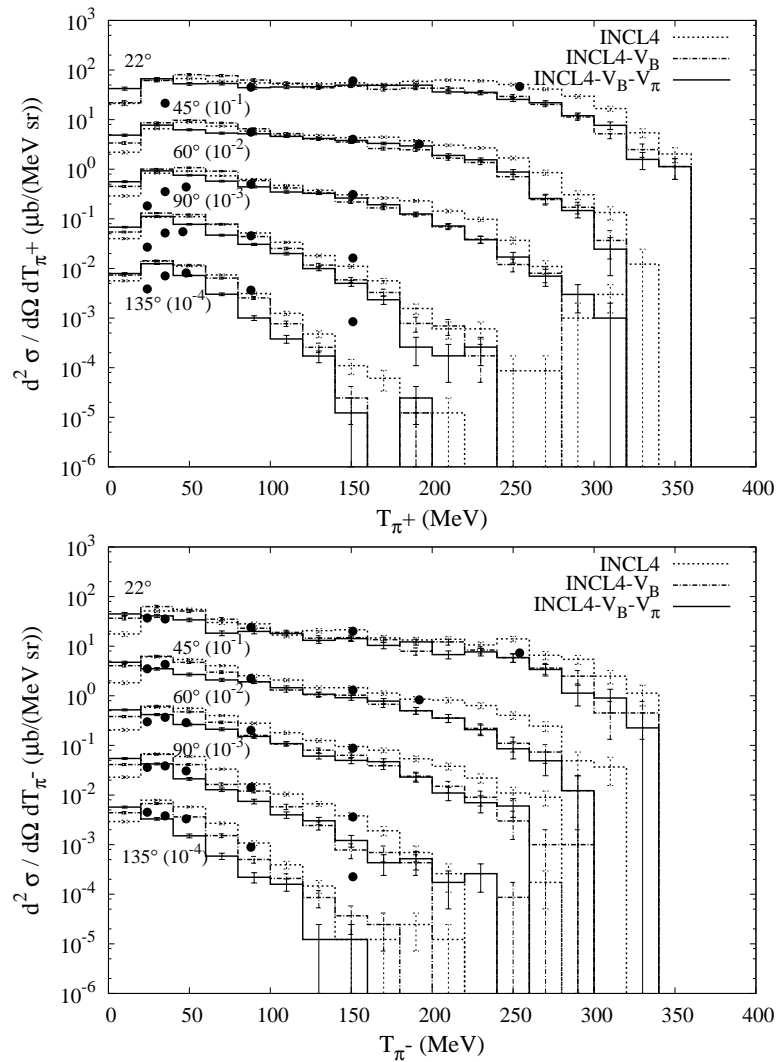 10³
10²
10¹
10⁰
10⁻¹
10⁻²
10⁻³
10⁻⁴
10⁻⁵
10⁻⁶
d² σ / dΩ dT_π+ (μb/(MeV sr))
INCL4
INCL4-V_B
INCL4-V_B-V_π
22°
45° (10⁻¹)
60° (10⁻²)
90° (10⁻³)
135° (10⁻⁴)
0 50 100 150 200 250 300 350 400
T_π+ (MeV)
10³
10²
10¹
10⁰
10⁻¹
10⁻²
10⁻³
10⁻⁴
10⁻⁵
10⁻⁶
d² σ / dΩ dT_π- (μb/(MeV sr))
INCL4
INCL4-V_B
INCL4-V_B-V_π
22°
45° (10⁻¹)
60° (10⁻²)
90° (10⁻³)
135° (10⁻⁴)
0 50 100 150 200 250 300 350 400
T_π- (MeV)